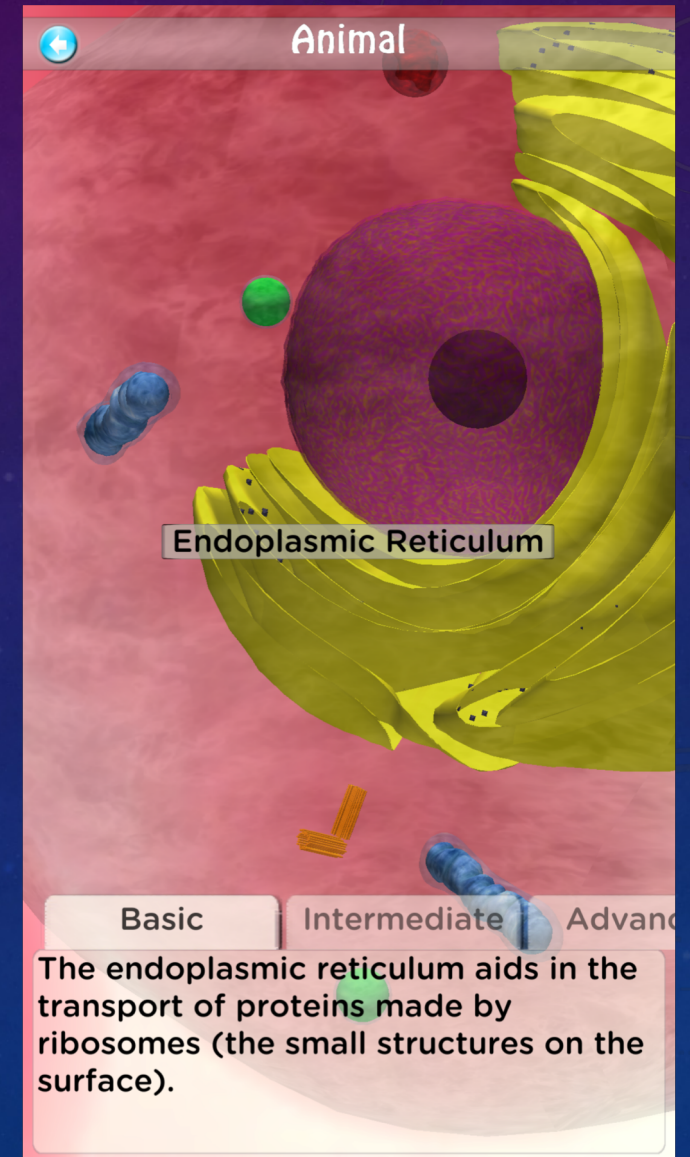 Animal
Endoplasmic Reticulum
Basic
Intermediate
The endoplasmic reticulum aids in the
transport of proteins made by
ribosomes (the small structures on the
surface).